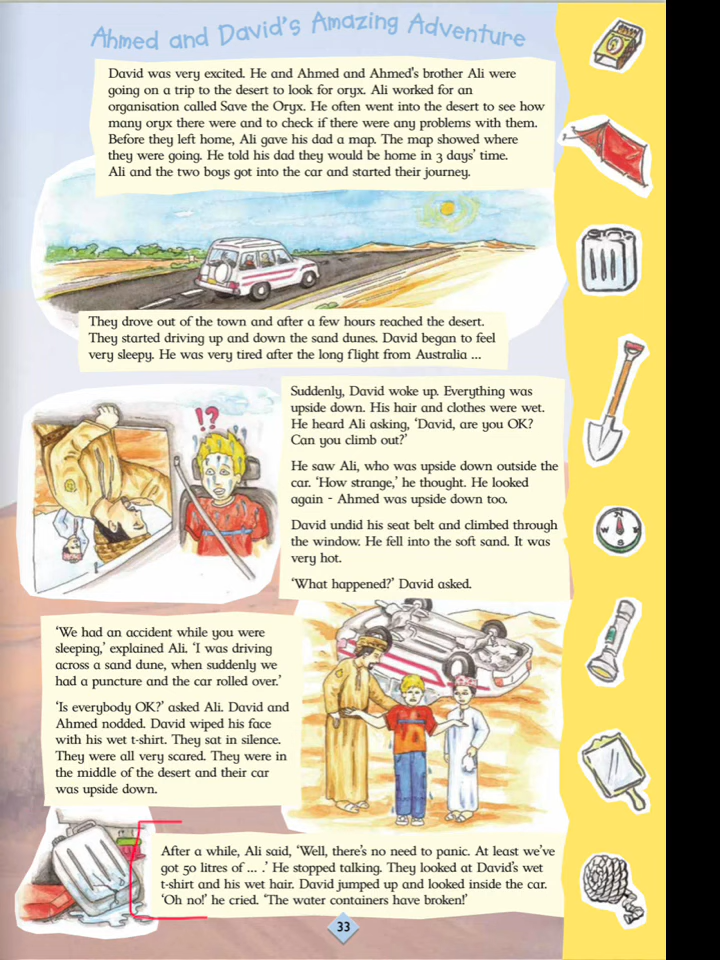 Ahmed and David's Amazing Adventure
David was very excited. He and Ahmed and Ahmed's brother Ali were
going on a trip to the desert to look for oryx. Ali worked for an
organisation called Save the Oryx. He often went into the desert to see how
many oryx there were and to check if there were any problems with them.
Before they left home, Ali gave his dad a map. The map showed where
they were going. He told his dad they would be home in 3 days' time.
Ali and the two boys got into the car and started their journey.
They drove out of the town and after a few hours reached the desert.
They started driving up and down the sand dunes. David began to feel
very sleepy. He was very tired after the long flight from Australia ...
!?
Suddenly, David woke up. Everything was
upside down. His hair and clothes were wet.
He heard Ali asking, 'David, are you OK?
Can you climb out?'
He saw Ali, who was upside down outside the
car. 'How strange,' he thought. He looked
again - Ahmed was upside down too.
David undid his seat belt and climbed through
the window. He fell into the soft sand. It was
very hot.
'What happened?' David asked.
N
W E
S
'We had an accident while you were
sleeping,' explained Ali. 'I was driving
across a sand dune, when suddenly we
had a puncture and the car rolled over.'
'Is everybody OK?' asked Ali. David and
Ahmed nodded. David wiped his face
with his wet t-shirt. They sat in silence.
They were all very scared. They were in
the middle of the desert and their car
was upside down.
After a while, Ali said, 'Well, there's no need to panic. At least we've
got 50 litres of ... .' He stopped talking. They looked at David's wet
t-shirt and his wet hair. David jumped up and looked inside the car.
'Oh no!' he cried. 'The water containers have broken!'
33